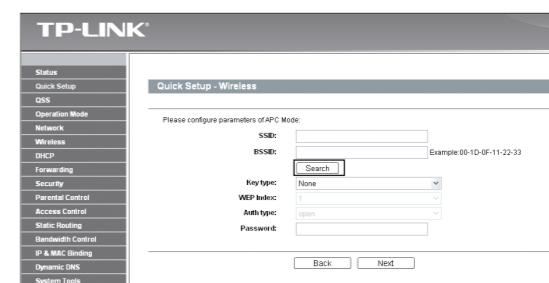 TP-LINK®
Status
Quick Setup
QSS
Operation Mode
Network
Wireless
DHCP
Forwarding
Security
Parental Control
Access Control
Static Routing
Bandwidth Control
IP & MAC Binding
Dynamic DNS
System Tools
Quick Setup - Wireless
Please configure parameters of APC Mode:
SSID:
BSSID: Example:00-1D-0F-11-22-33
Search
Key type: None
WEP Index: 1
Auth type: open
Password:
Back Next